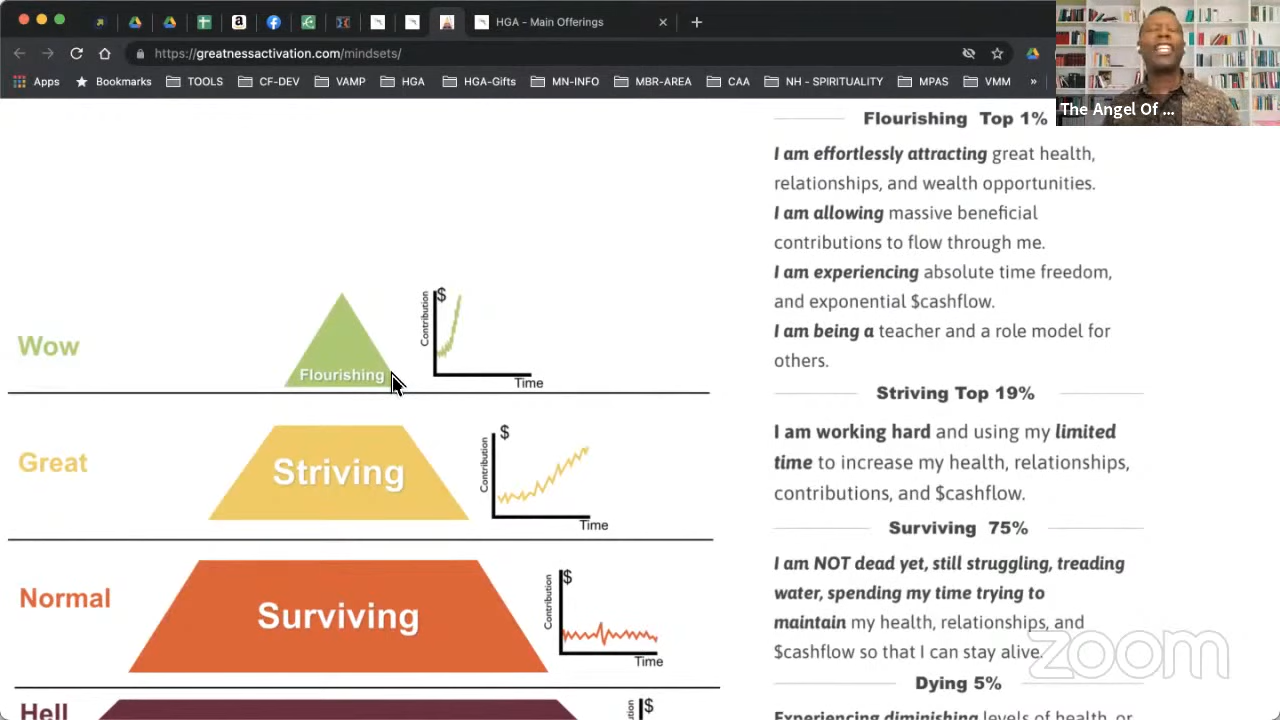 HGA - Main Offerings
https://greatnessactivation.com/mindsets/
Apps
Bookmarks
TOOLS
CF-DEV
VAMP
HGA
HGA-Gifts
MN-INFO
MBR-AREA
CAA
NH - SPIRITUALITY
MPAS
VMM
»
The Angel Of ...
Wow
Flourishing
Contribution
$
Time
Great
Striving
Contribution
$
Time
Normal
Surviving
Contribution
$
Time
Hell
$
Flourishing Top 1%
I am effortlessly attracting great health,
relationships, and wealth opportunities.
I am allowing massive beneficial
contributions to flow through me.
I am experiencing absolute time freedom,
and exponential $cashflow.
I am being a teacher and a role model for
others.
Striving Top 19%
I am working hard and using my limited
time to increase my health, relationships,
contributions, and $cashflow.
Surviving 75%
I am NOT dead yet, still struggling, treading
water, spending my time trying to
maintain my health, relationships, and
$cashflow so that I can stay alive.
Dying 5%
Experiencing diminishing levels of health, or
zoom